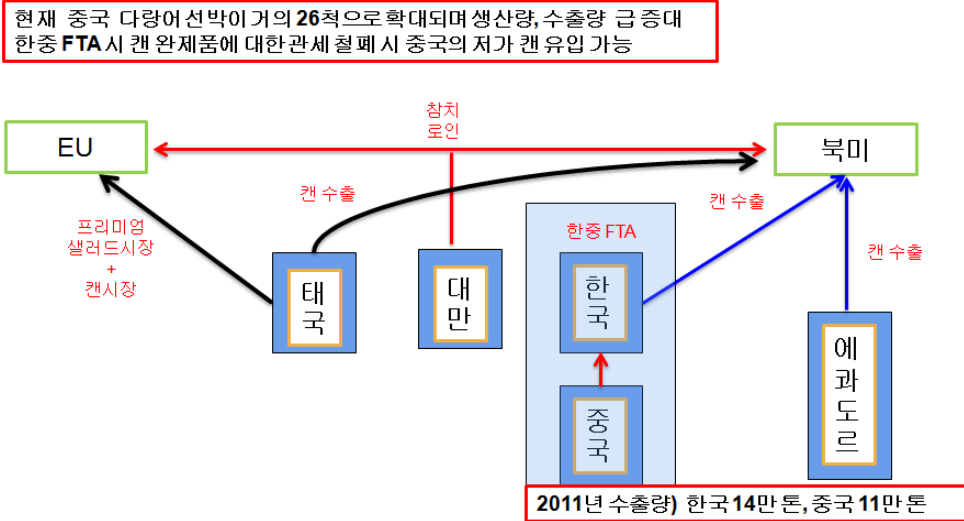 현재 중국 다랑어선박이 거의 26척으로 확대되며 생산량, 수출량 급 증대
한중 FTA 시 캔 완제품에 대한 관세 철폐 시 중국의 저가 캔 유입 가능
참치
로인
EU
북미
캔 수출
캔 수출
프리미엄
샐러드시장
+
캔시장
한중 FTA
캔 수출
태국
대만
한국
에콰도르
중국
2011년 수출량) 한국 14만 톤, 중국 11만 톤